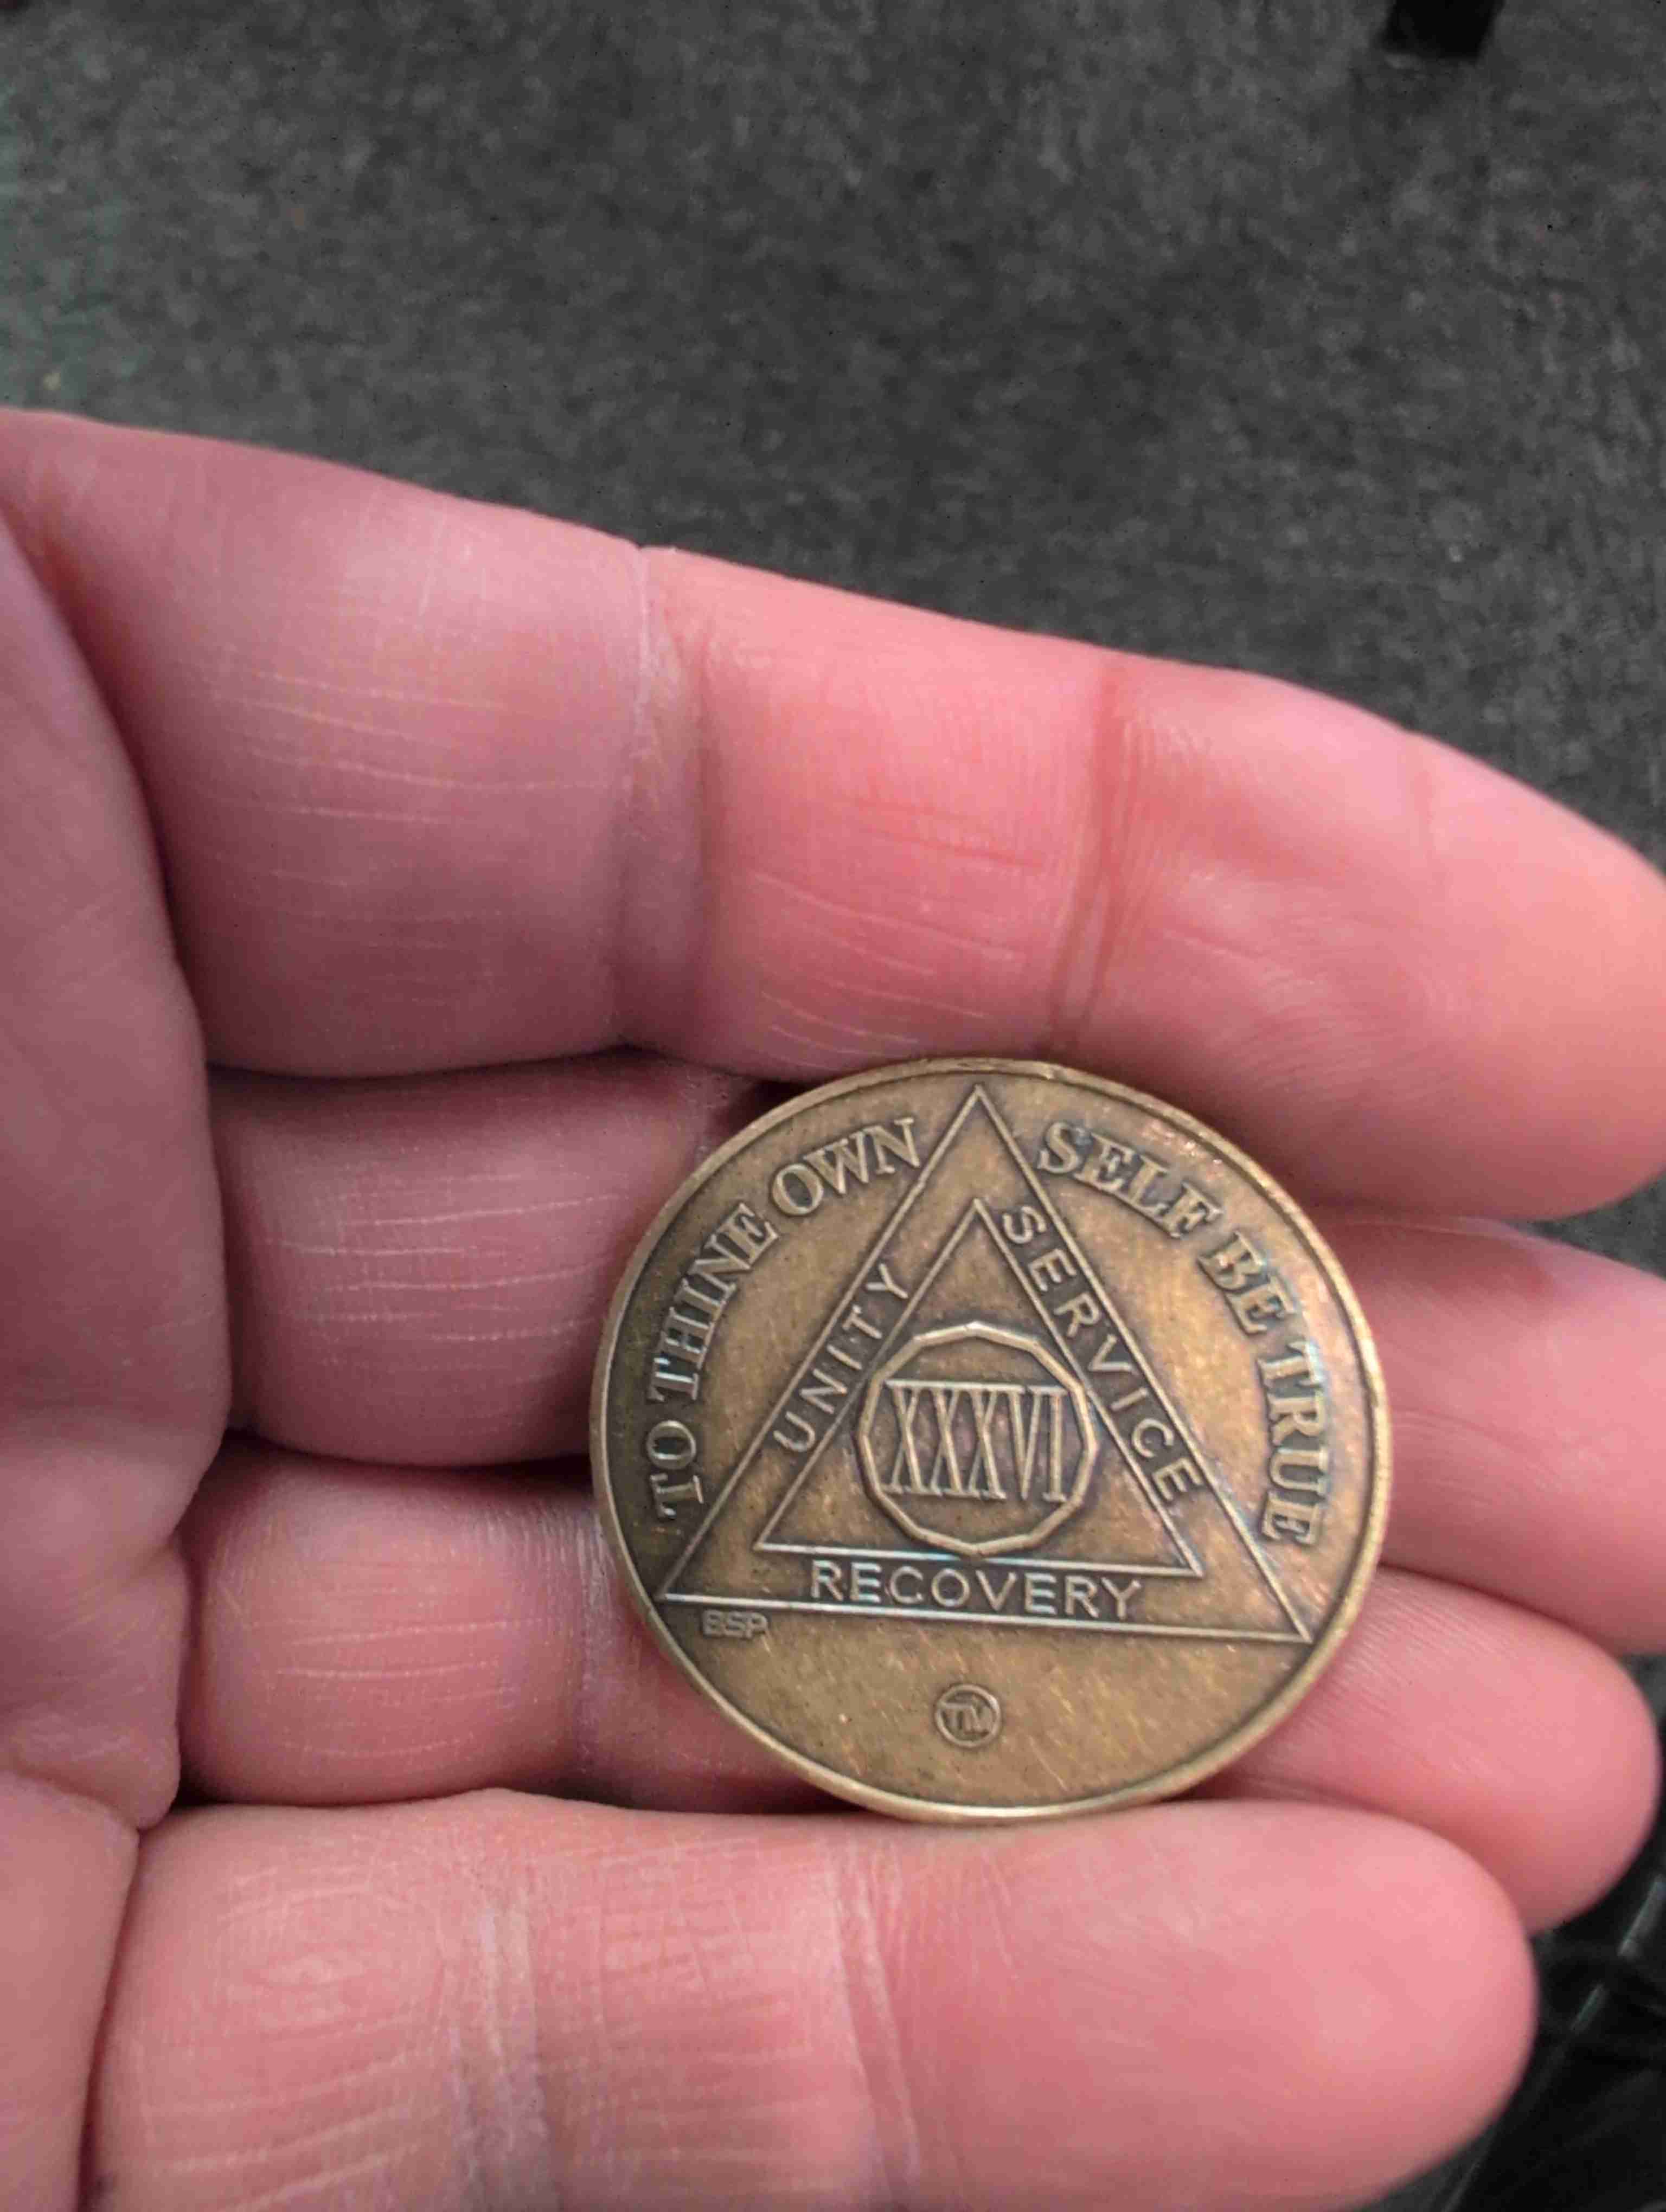 TO THINE OWN SELF BE TRUE
UNITY
SERVICE
XXXVI
RECOVERY
BSP
TM